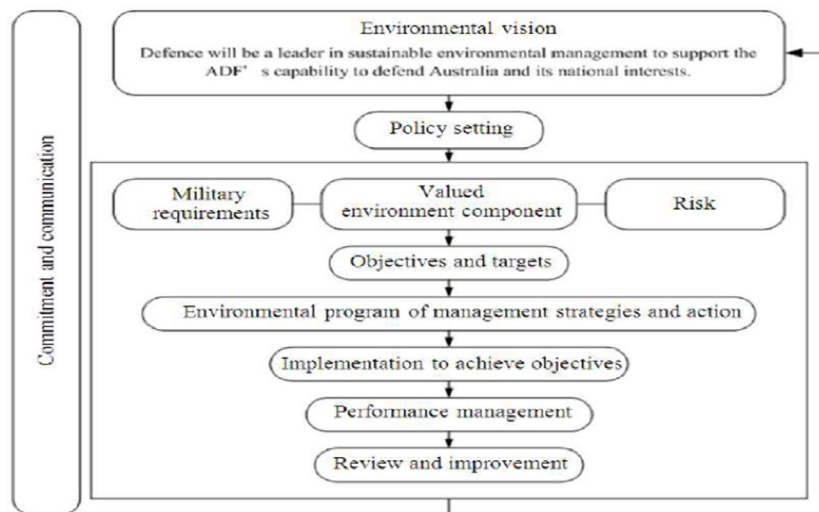 Environmental vision
Defence will be a leader in sustainable environmental management to support the
ADF’ s capability to defend Australia and its national interests.
Policy setting
Military
requirements
Valued
environment component
Risk
Objectives and targets
Environmental program of management strategies and action
Implementation to achieve objectives
Performance management
Review and improvement
Commitment and communication